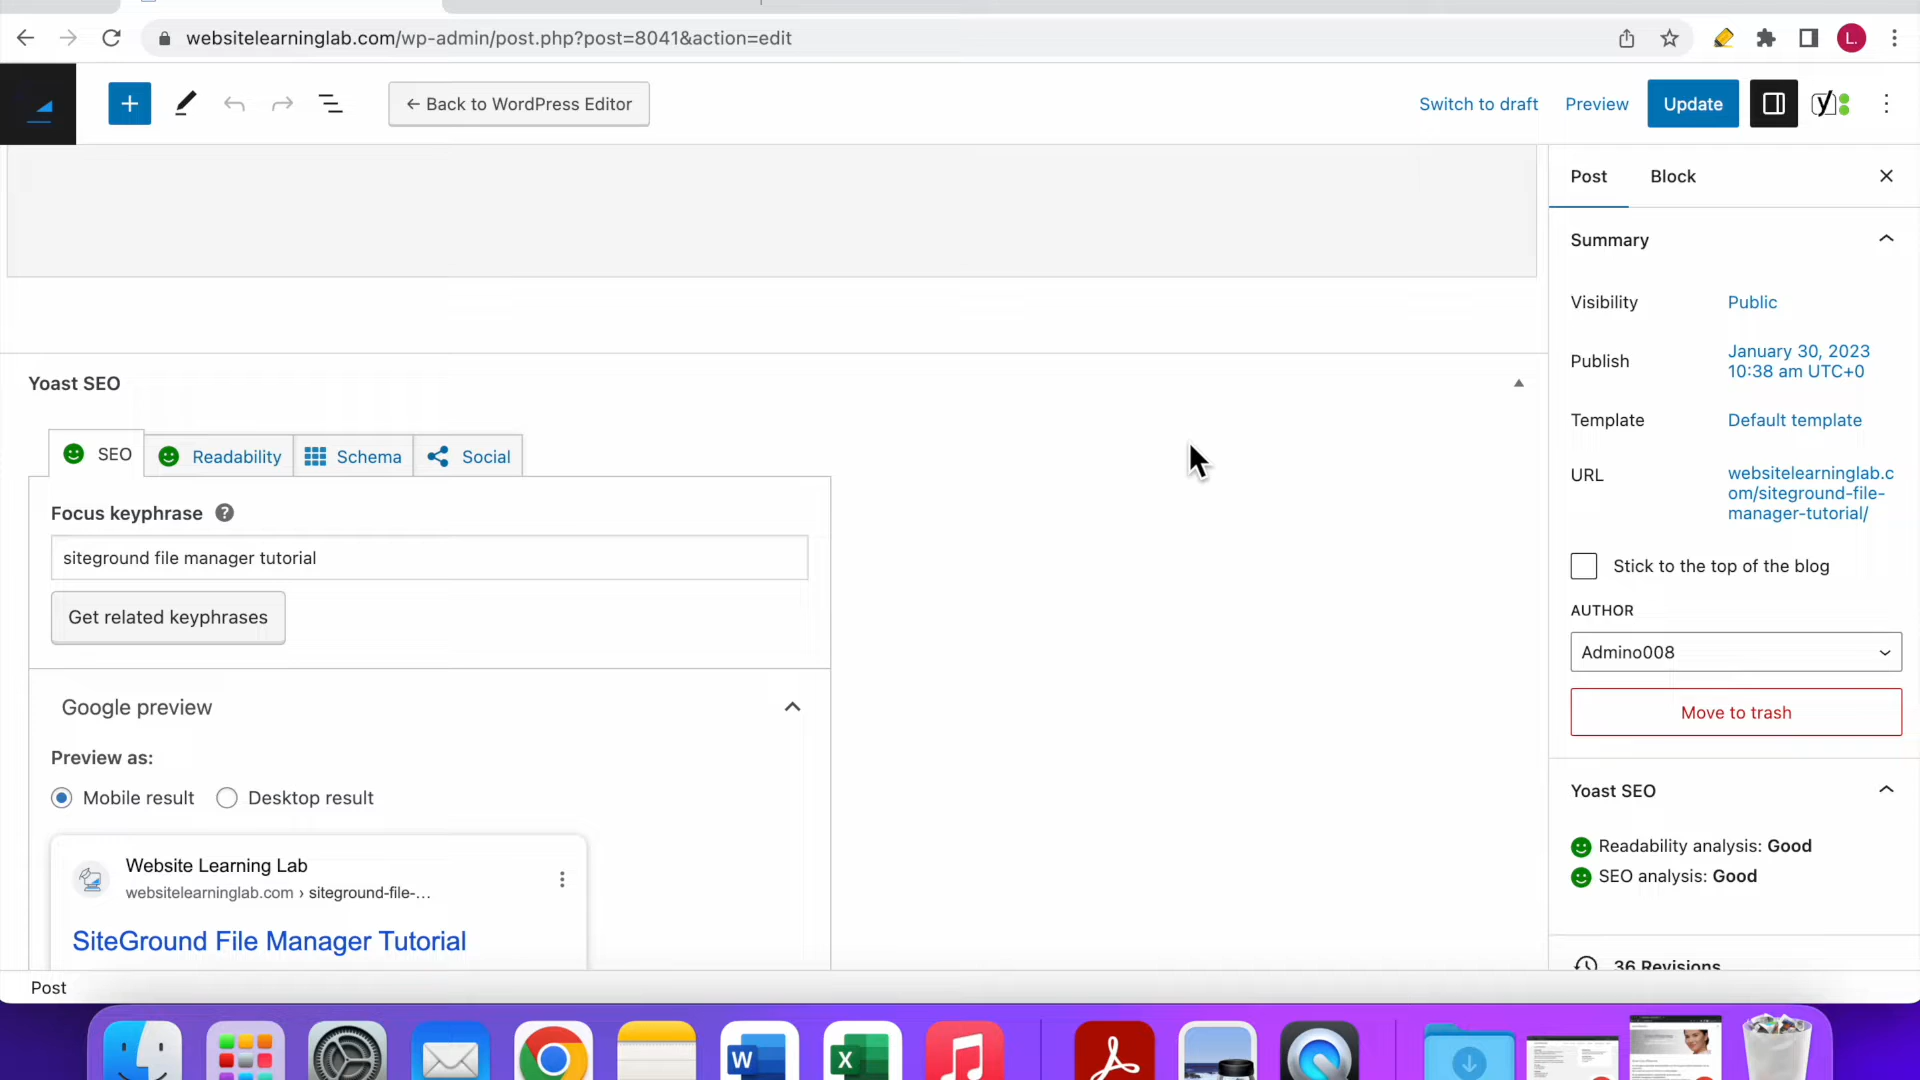 websitelearninglab.com/wp-admin/post.php?post=8041&action=edit
L.
← Back to WordPress Editor
Switch to draft
Preview
Update
Post
Block
Summary
Visibility
Public
Publish
January 30, 2023
10:38 am UTC+0
Template
Default template
URL
websitelearninglab.c
om/siteground-file-
manager-tutorial/
Stick to the top of the blog
AUTHOR
Admino008
Move to trash
Yoast SEO
Readability analysis: Good
SEO analysis: Good
36 Revisions
Yoast SEO
SEO
Readability
Schema
Social
Focus keyphrase
siteground file manager tutorial
Get related keyphrases
Google preview
Preview as:
Mobile result
Desktop result
Website Learning Lab
websitelearninglab.com › siteground-file-...
SiteGround File Manager Tutorial
Post
W
X